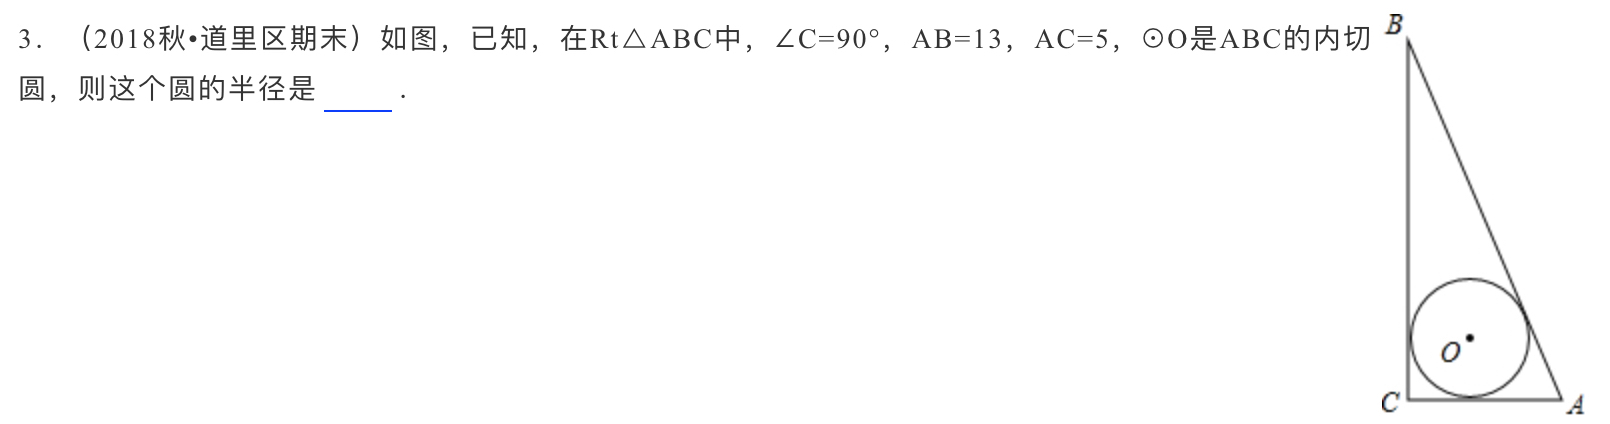 3．（2018秋•道里区期末）如图，已知，在Rt△ABC中，∠C=90°，AB=13，AC=5，⊙O是ABC的内切
圆，则这个圆的半径是 ____ .
B
O
C
A